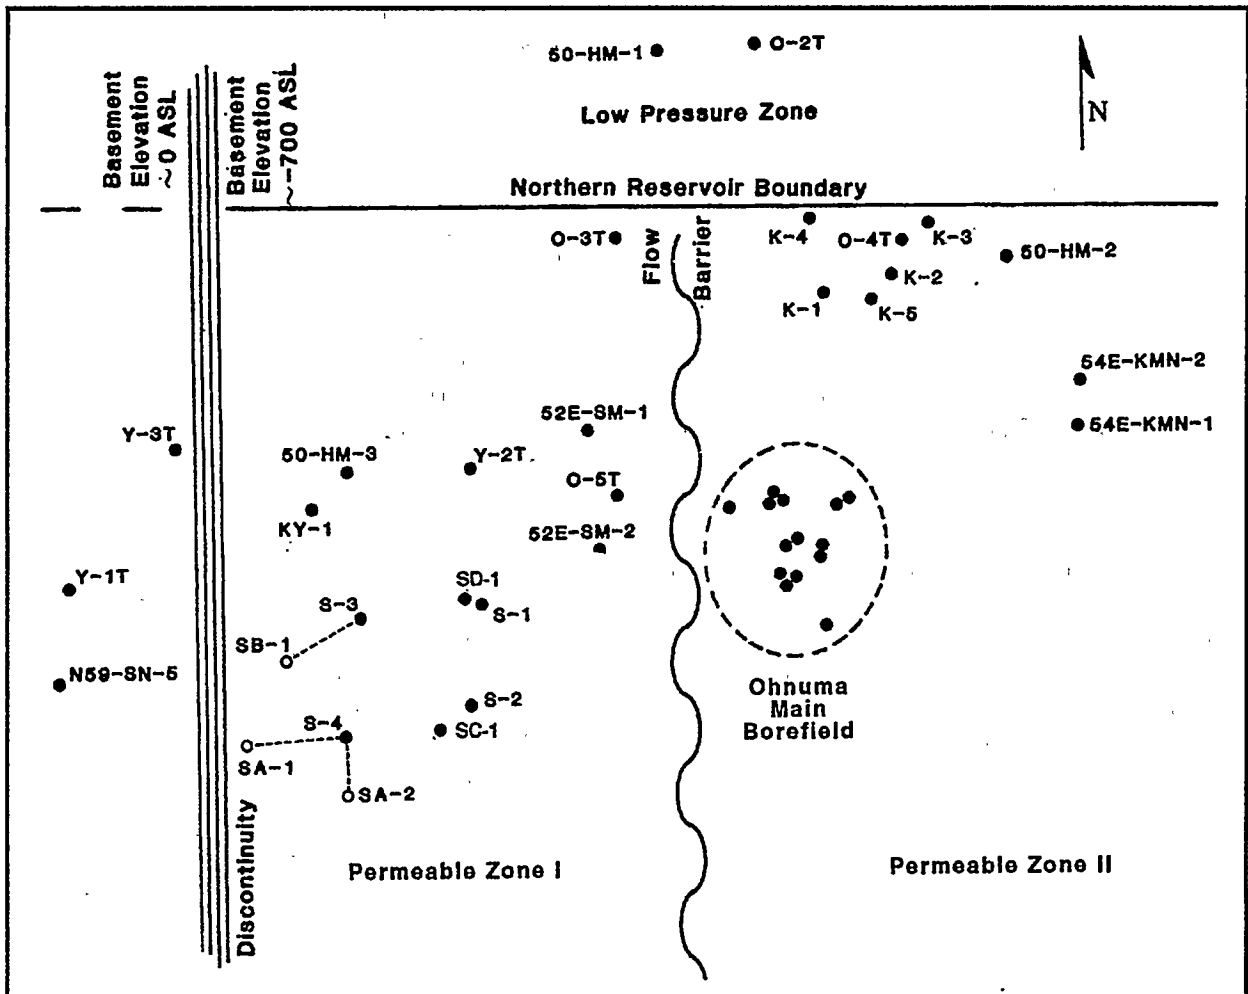 50-HM-1
O-2T
Low Pressure Zone
N
Basement
Elevation
~0 ASL
Basement
Elevation
~-700 ASL
Northern Reservoir Boundary
O-3T
Flow
Barrier
K-4
O-4T
K-3
50-HM-2
K-2
K-1
K-5
54E-KMN-2
54E-KMN-1
52E-SM-1
Y-3T
50-HM-3
Y-2T
O-5T
KY-1
52E-SM-2
Y-1T
SD-1
S-1
S-3
SB-1
N59-SN-5
S-2
S-4
SC-1
SA-1
SA-2
Ohnuma
Main
Borefield
Discontinuity
Permeable Zone I
Permeable Zone II